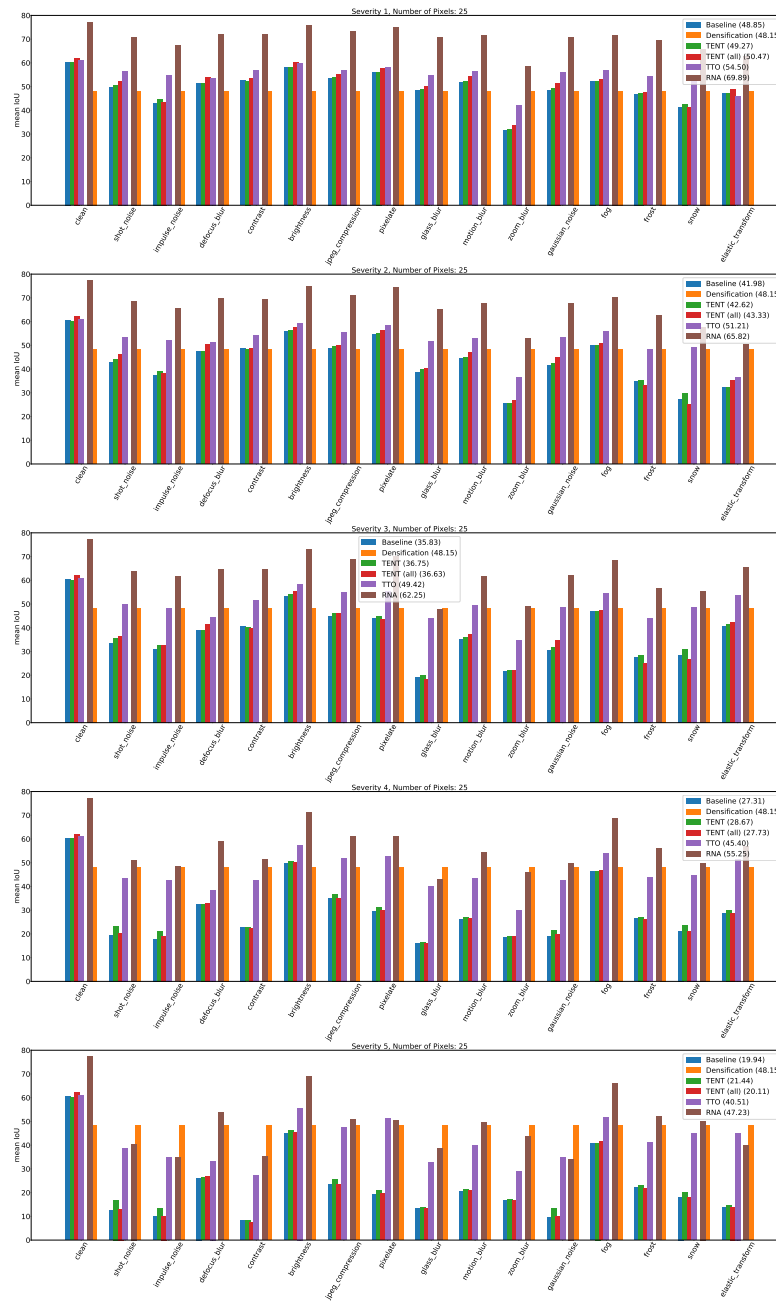 Severity 1, Number of Pixels: 25
mean IoU
80
70
60
50
40
30
20
10
0
Baseline (48.85)
Densification (48.15
TENT (49.27)
TENT (all) (50.47)
TTO (54.50)
RNA (69.89)
clean
shot_noise
impulse_noise
defocus_blur
contrast
brightness
jpeg_compression
pixelate
glass_blur
motion_blur
zoom_blur
gaussian_noise
fog
frost
snow
elastic_transform
Severity 2, Number of Pixels: 25
mean IoU
80
70
60
50
40
30
20
10
0
Baseline (41.98)
Densification (48.15
TENT (42.62)
TENT (all) (43.33)
TTO (51.21)
RNA (65.82)
clean
shot_noise
impulse_noise
defocus_blur
contrast
brightness
jpeg_compression
pixelate
glass_blur
motion_blur
zoom_blur
gaussian_noise
fog
frost
snow
elastic_transform
Severity 3, Number of Pixels: 25
mean IoU
80
70
60
50
40
30
20
10
0
Baseline (35.83)
Densification (48.15)
TENT (36.75)
TENT (all) (36.63)
TTO (49.42)
RNA (62.25)
clean
shot_noise
impulse_noise
defocus_blur
contrast
brightness
jpeg_compression
pixelate
glass_blur
motion_blur
zoom_blur
gaussian_noise
fog
frost
snow
elastic_transform
Severity 4, Number of Pixels: 25
mean IoU
80
70
60
50
40
30
20
10
0
Baseline (27.31)
Densification (48.15
TENT (28.67)
TENT (all) (27.73)
TTO (45.40)
RNA (55.25)
clean
shot_noise
impulse_noise
defocus_blur
contrast
brightness
jpeg_compression
pixelate
glass_blur
motion_blur
zoom_blur
gaussian_noise
fog
frost
snow
elastic_transform
Severity 5, Number of Pixels: 25
mean IoU
80
70
60
50
40
30
20
10
0
Baseline (19.94)
Densification (48.15
TENT (21.44)
TENT (all) (20.11)
TTO (40.51)
RNA (47.23)
clean
shot_noise
impulse_noise
defocus_blur
contrast
brightness
jpeg_compression
pixelate
glass_blur
motion_blur
zoom_blur
gaussian_noise
fog
frost
snow
elastic_transform